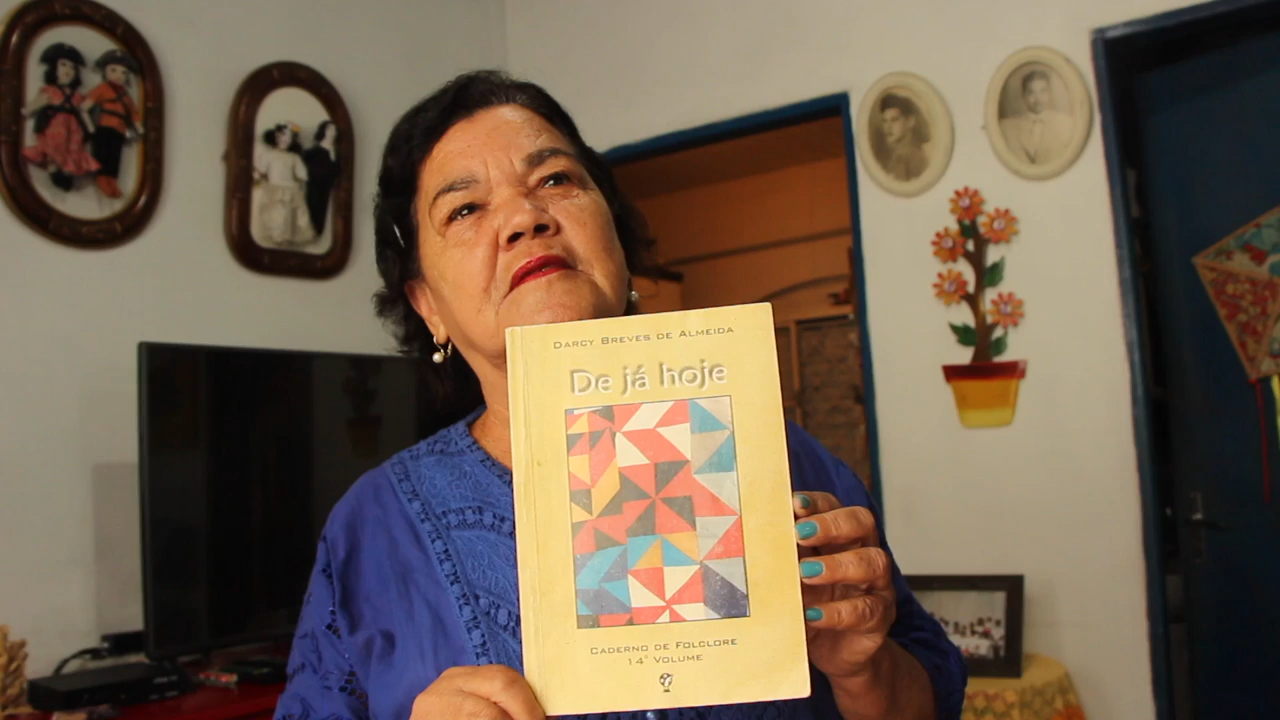 Darcy Breves de Almeida
De já hoje
Caderno de Folclore
14º Volume